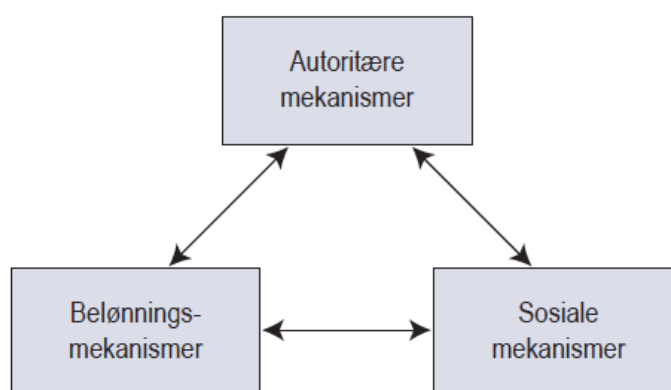 Autoritære
mekanismer
Belønnings-
mekanismer
Sosiale
mekanismer